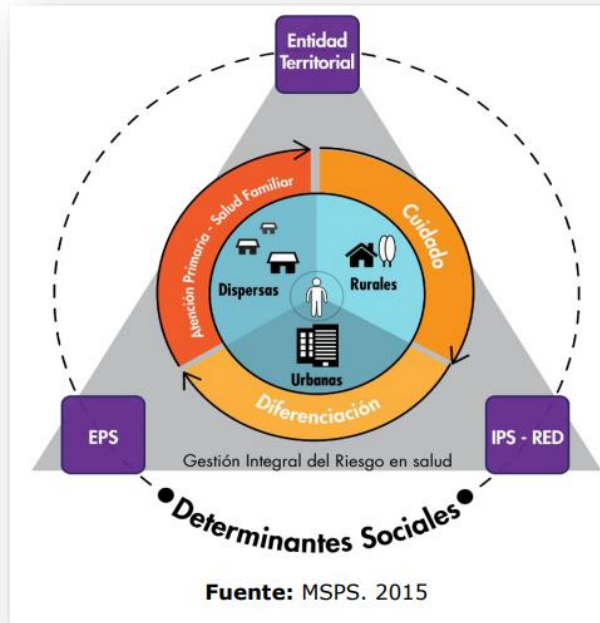 Entidad
Territorial
Atención Primaria - Salud Familiar
Cuidado
Dispersas
Rurales
Urbanas
Diferenciación
EPS
IPS - RED
Gestión Integral del Riesgo en salud
Determinantes Sociales
Fuente: MSPS. 2015